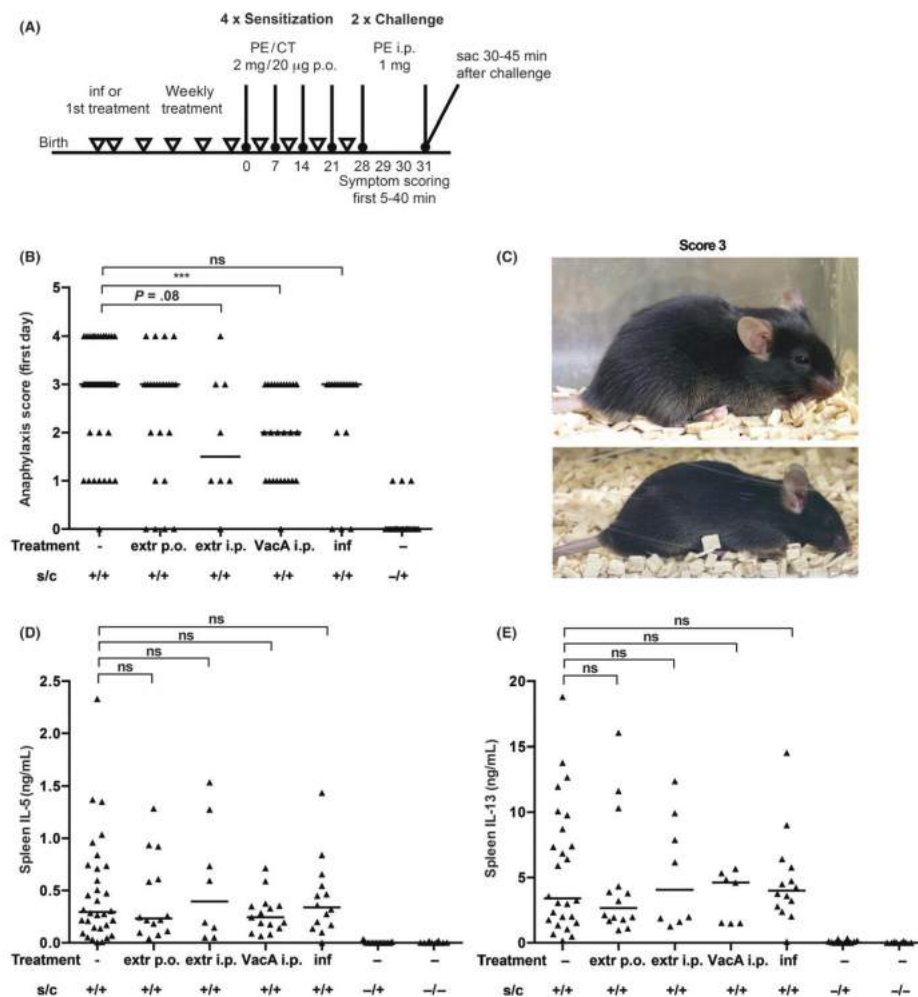 (A)
4 x Sensitization 2 x Challenge
PE/CT PE i.p. sac 30-45 min
2 mg/20 μg p.o. 1 mg after challenge
inf or Weekly
1st treatment treatment
Birth
0 7 14 21 28 29 30 31
Symptom scoring
first 5-40 min
(B)
ns
***
P = .08
Anaphylaxis score (first day)
5
4
3
2
1
0
Treatment - extr p.o. extr i.p. VacA i.p. inf –
s/c +/+ +/+ +/+ +/+ +/+ –/+
(C)
Score 3
(D)
ns
ns
ns
ns
Spleen IL-5 (ng/mL)
2.5
2.0
1.5
1.0
0.5
0.0
Treatment - extr p.o. extr i.p. VacA i.p. inf – –
s/c +/+ +/+ +/+ +/+ +/+ –/+ –/–
(E)
ns
ns
ns
ns
Spleen IL-13 (ng/mL)
20
15
10
5
0
Treatment – extr p.o. extr i.p. VacA i.p. inf – –
s/c +/+ +/+ +/+ +/+ +/+ –/+ –/–